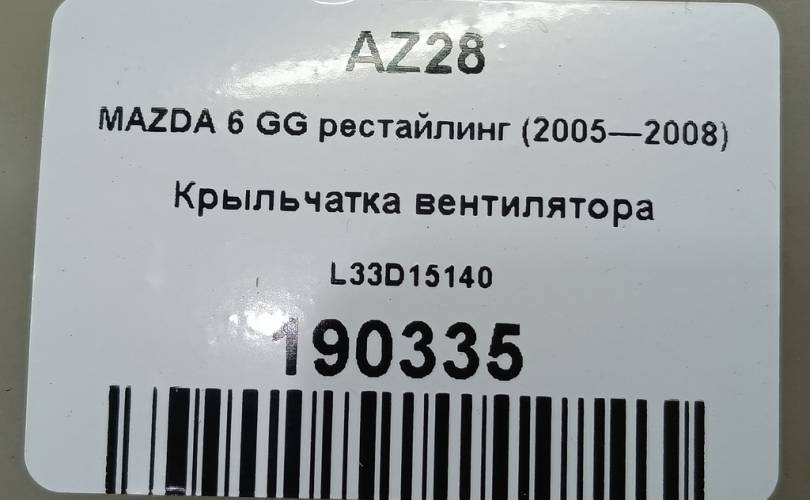 AZ28
MAZDA 6 GG рестайлинг (2005—2008)
Крыльчатка вентилятора
L33D15140
190335